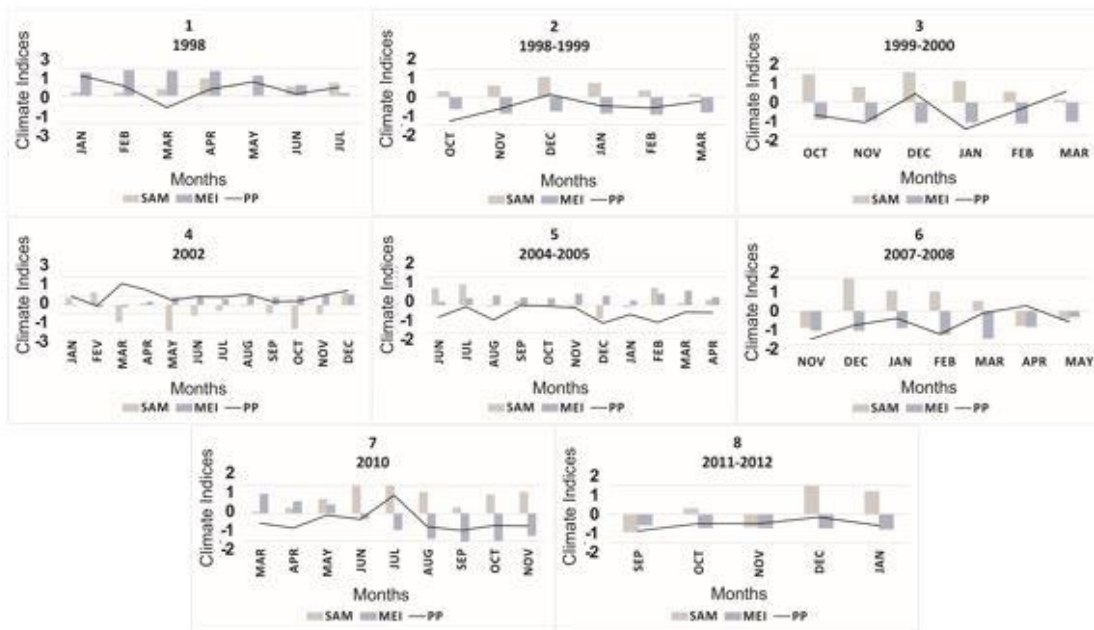 1
1998
Climate Indices
3
2
1
0
-1
-3
JAN
FEB
MAR
APR
MAY
JUN
JUL
Months
SAM MEI PP
2
1998-1999
Climate Indices
2
1
0
-1
-2
OCT
NOV
DEC
JAN
FEB
MAR
Months
SAM MEI PP
3
1999-2000
Climate Indices
2
1
0
-1
-2
OCT
NOV
DEC
JAN
FEB
MAR
Months
SAM MEI PP
4
2002
Climate Indices
3
2
1
0
-1
-3
JAN
FEV
MAR
APR
MAY
JUN
JUL
AUG
SEP
OCT
NOV
DEC
Months
SAM MEI PP
5
2004-2005
Climate Indices
2
1
0
-1
-2
JUN
JUL
AUG
SEP
OCT
NOV
DEC
JAN
FEB
MAR
APR
Months
SAM MEI PP
6
2007-2008
Climate Indices
2
1
0
-1
-2
NOV
DEC
JAN
FEB
MAR
APR
MAY
Months
SAM MEI PP
7
2010
Climate Indices
2
1
0
-1
-2
MAR
APR
MAY
JUN
JUL
AUG
SEP
OCT
NOV
Months
SAM MEI PP
8
2011-2012
Climate Indices
2
1
0
-1
-2
SEP
OCT
NOV
DEC
JAN
Months
SAM MEI PP